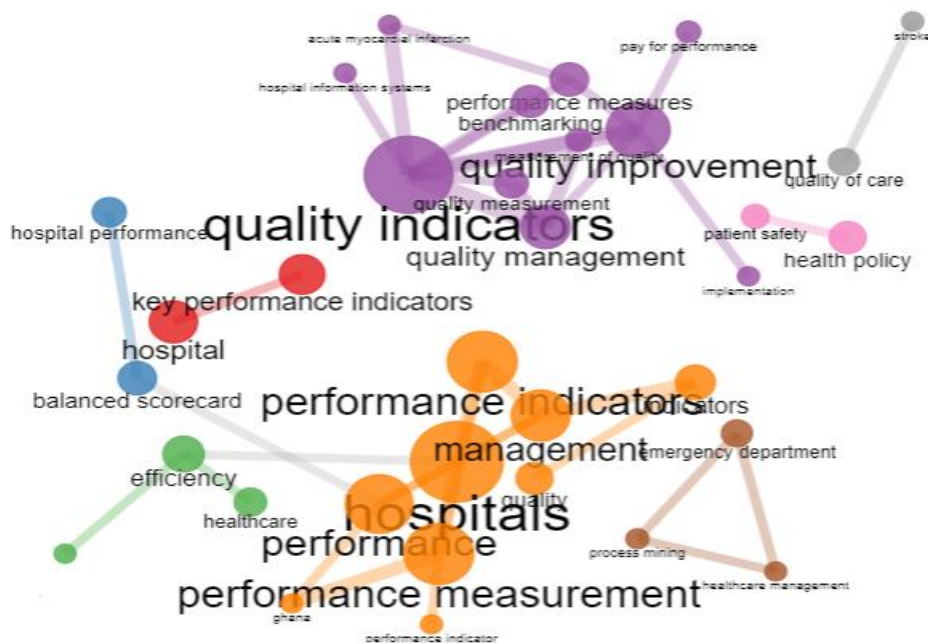 stroke
acute myocardial infarction
pay for performance
hospital information systems
performance measures
benchmarking
measurement of quality
quality improvement
quality of care
quality measurement
hospital performance
quality indicators
patient safety
quality management
health policy
implementation
key performance indicators
hospital
balanced scorecard
performance indicators
indicators
management
emergency department
efficiency
quality
healthcare
hospitals
performance
process mining
healthcare management
performance measurement
ghana
performance indicator